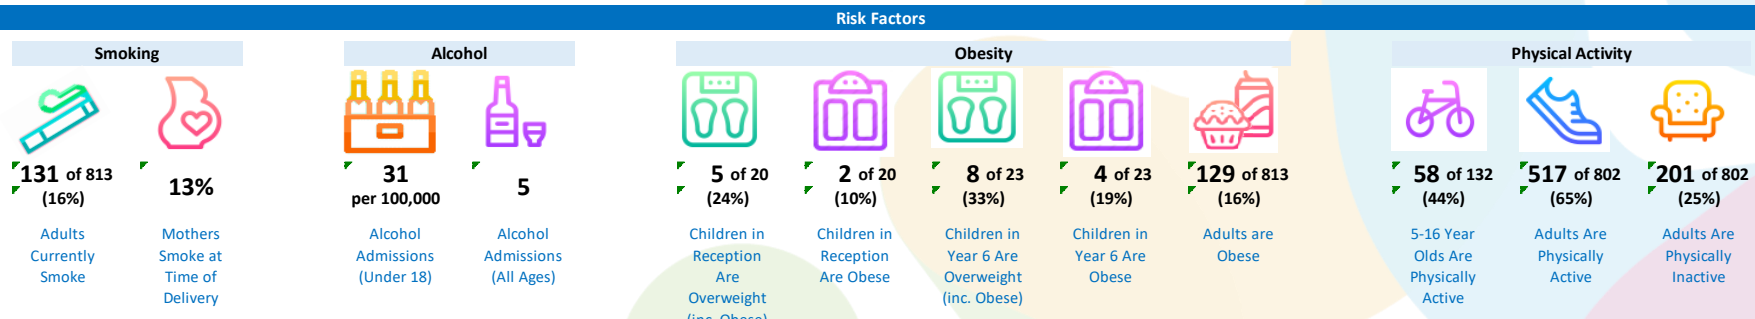 Risk Factors
Smoking
Alcohol
Obesity
Physical Activity
131 of 813
(16%)
Adults
Currently
Smoke
13%
Mothers
Smoke at
Time of
Delivery
31
per 100,000
Alcohol
Admissions
(Under 18)
5
Alcohol
Admissions
(All Ages)
5 of 20
(24%)
Children in
Reception
Are
Overweight
(inc. Obese)
2 of 20
(10%)
Children in
Reception
Are Obese
8 of 23
(33%)
Children in
Year 6 Are
Overweight
(inc. Obese)
4 of 23
(19%)
Children in
Year 6 Are
Obese
129 of 813
(16%)
Adults are
Obese
58 of 132
(44%)
5-16 Year
Olds Are
Physically
Active
517 of 802
(65%)
Adults Are
Physically
Active
201 of 802
(25%)
Adults Are
Physically
Inactive